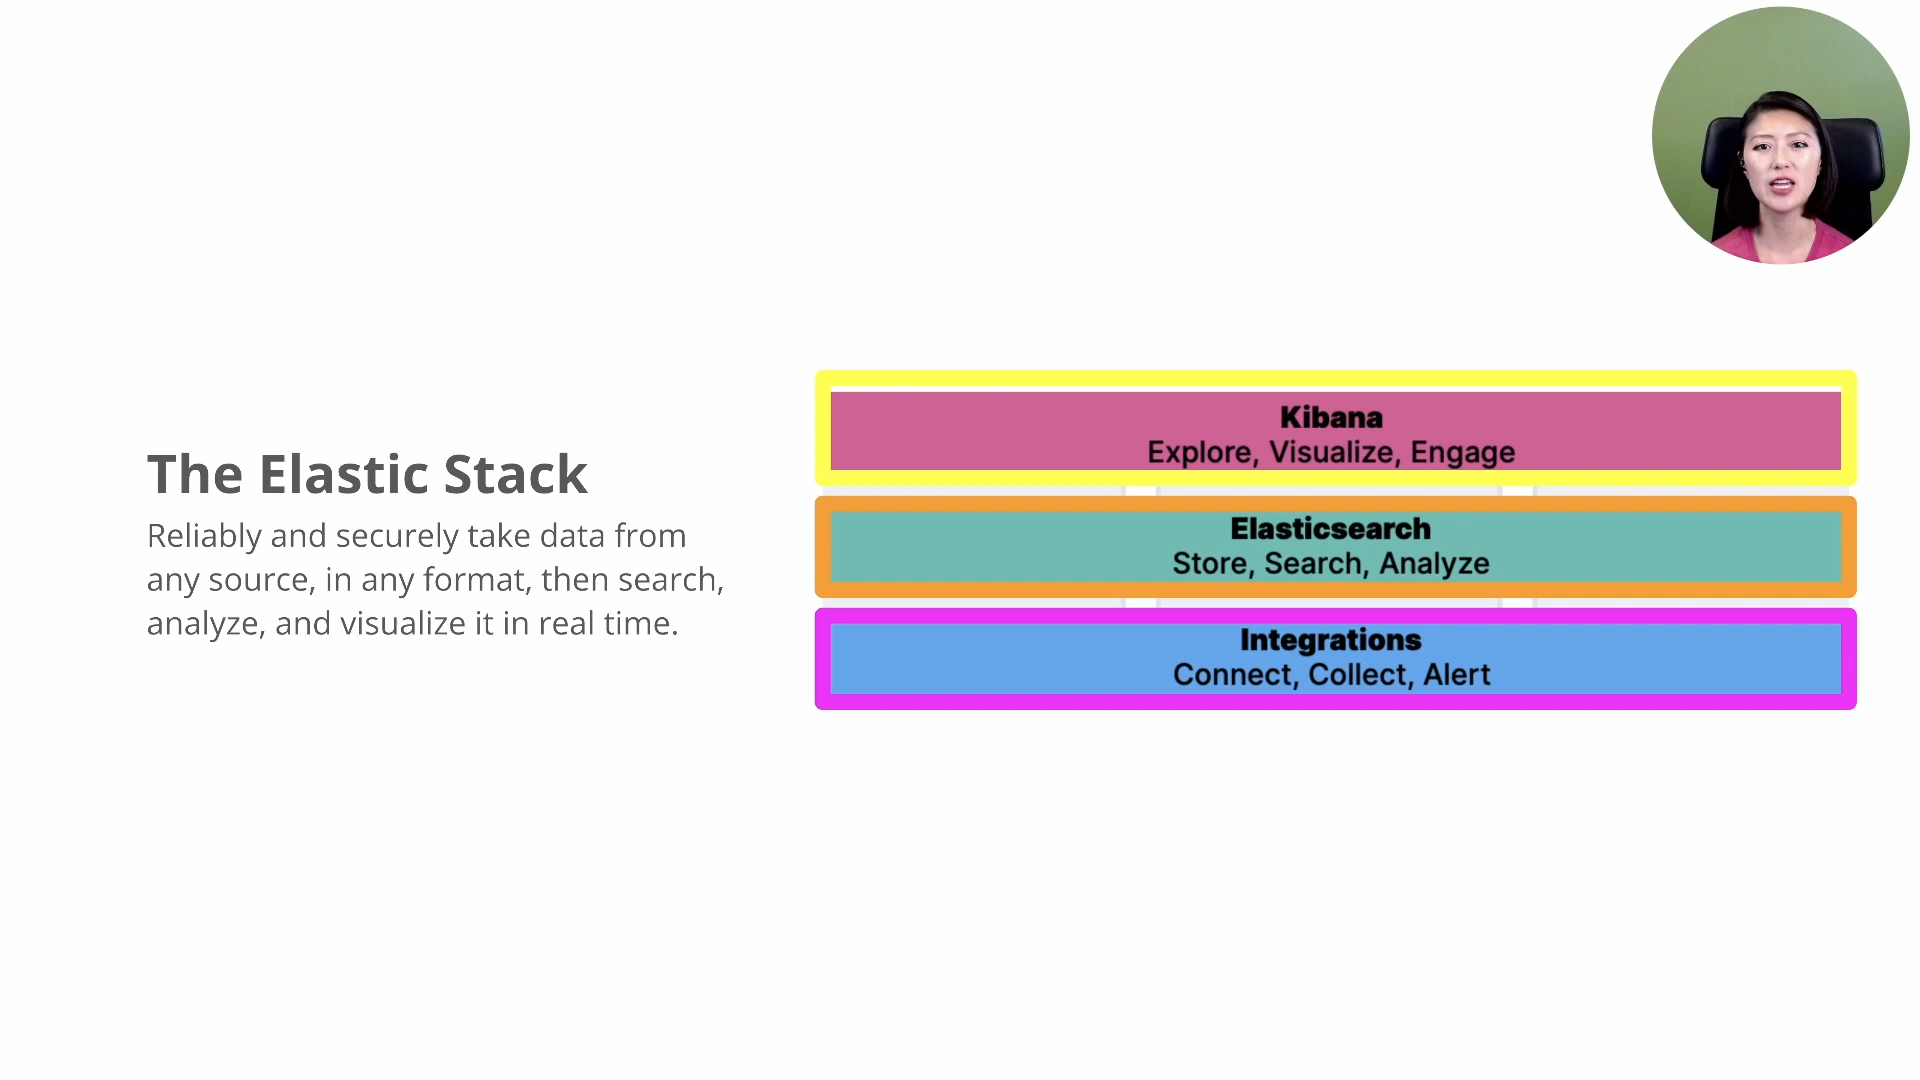 The Elastic Stack
Reliably and securely take data from
any source, in any format, then search,
analyze, and visualize it in real time.
Kibana
Explore, Visualize, Engage
Elasticsearch
Store, Search, Analyze
Integrations
Connect, Collect, Alert